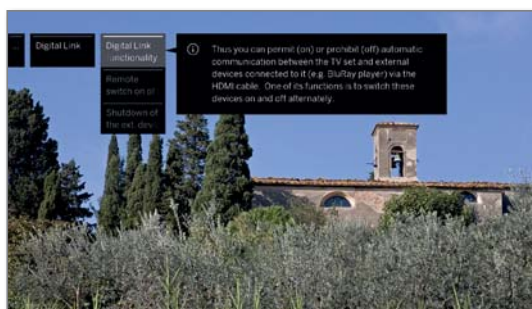 ...
Digital Link
Digital Link
functionality
Remote
switch on of
Shutdown of
the ext. dev
Thus you can permit (on) or prohibit (off) automatic
communication between the TV set and external
devices connected to it (e.g. BluRay player) via the
HDMI cable. One of its functions is to switch these
devices on and off alternately.